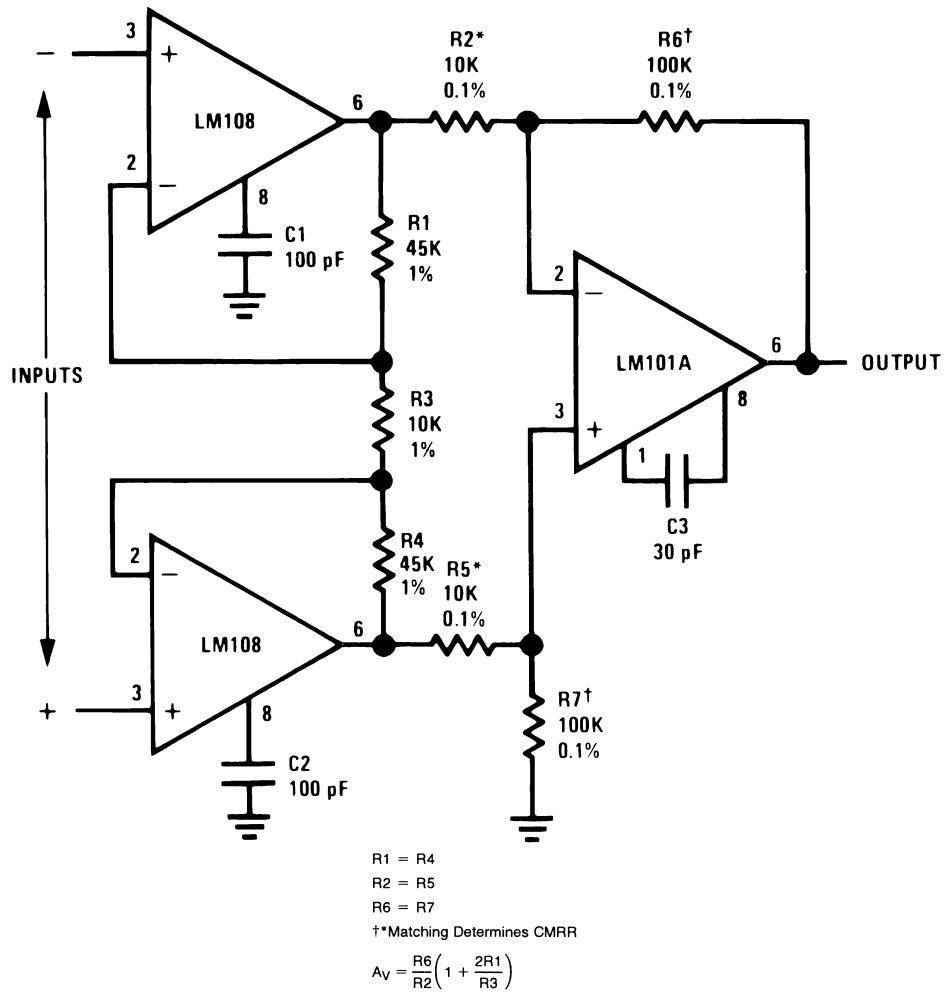 R2*
10K
0.1%
R6†
100K
0.1%
3
−
+
LM108
6
2
−
8
C1
100 pF
R1
45K
1%
2
−
LM101A
6
OUTPUT
INPUTS
R3
10K
1%
3
+
8
1
C3
30 pF
R4
45K
1%
2
−
R5*
10K
0.1%
6
LM108
3
+
+
8
R7†
100K
0.1%
C2
100 pF
R1 = R4
R2 = R5
R6 = R7
†*Matching Determines CMRR
AV = R6/R2 (1 + 2R1/R3)